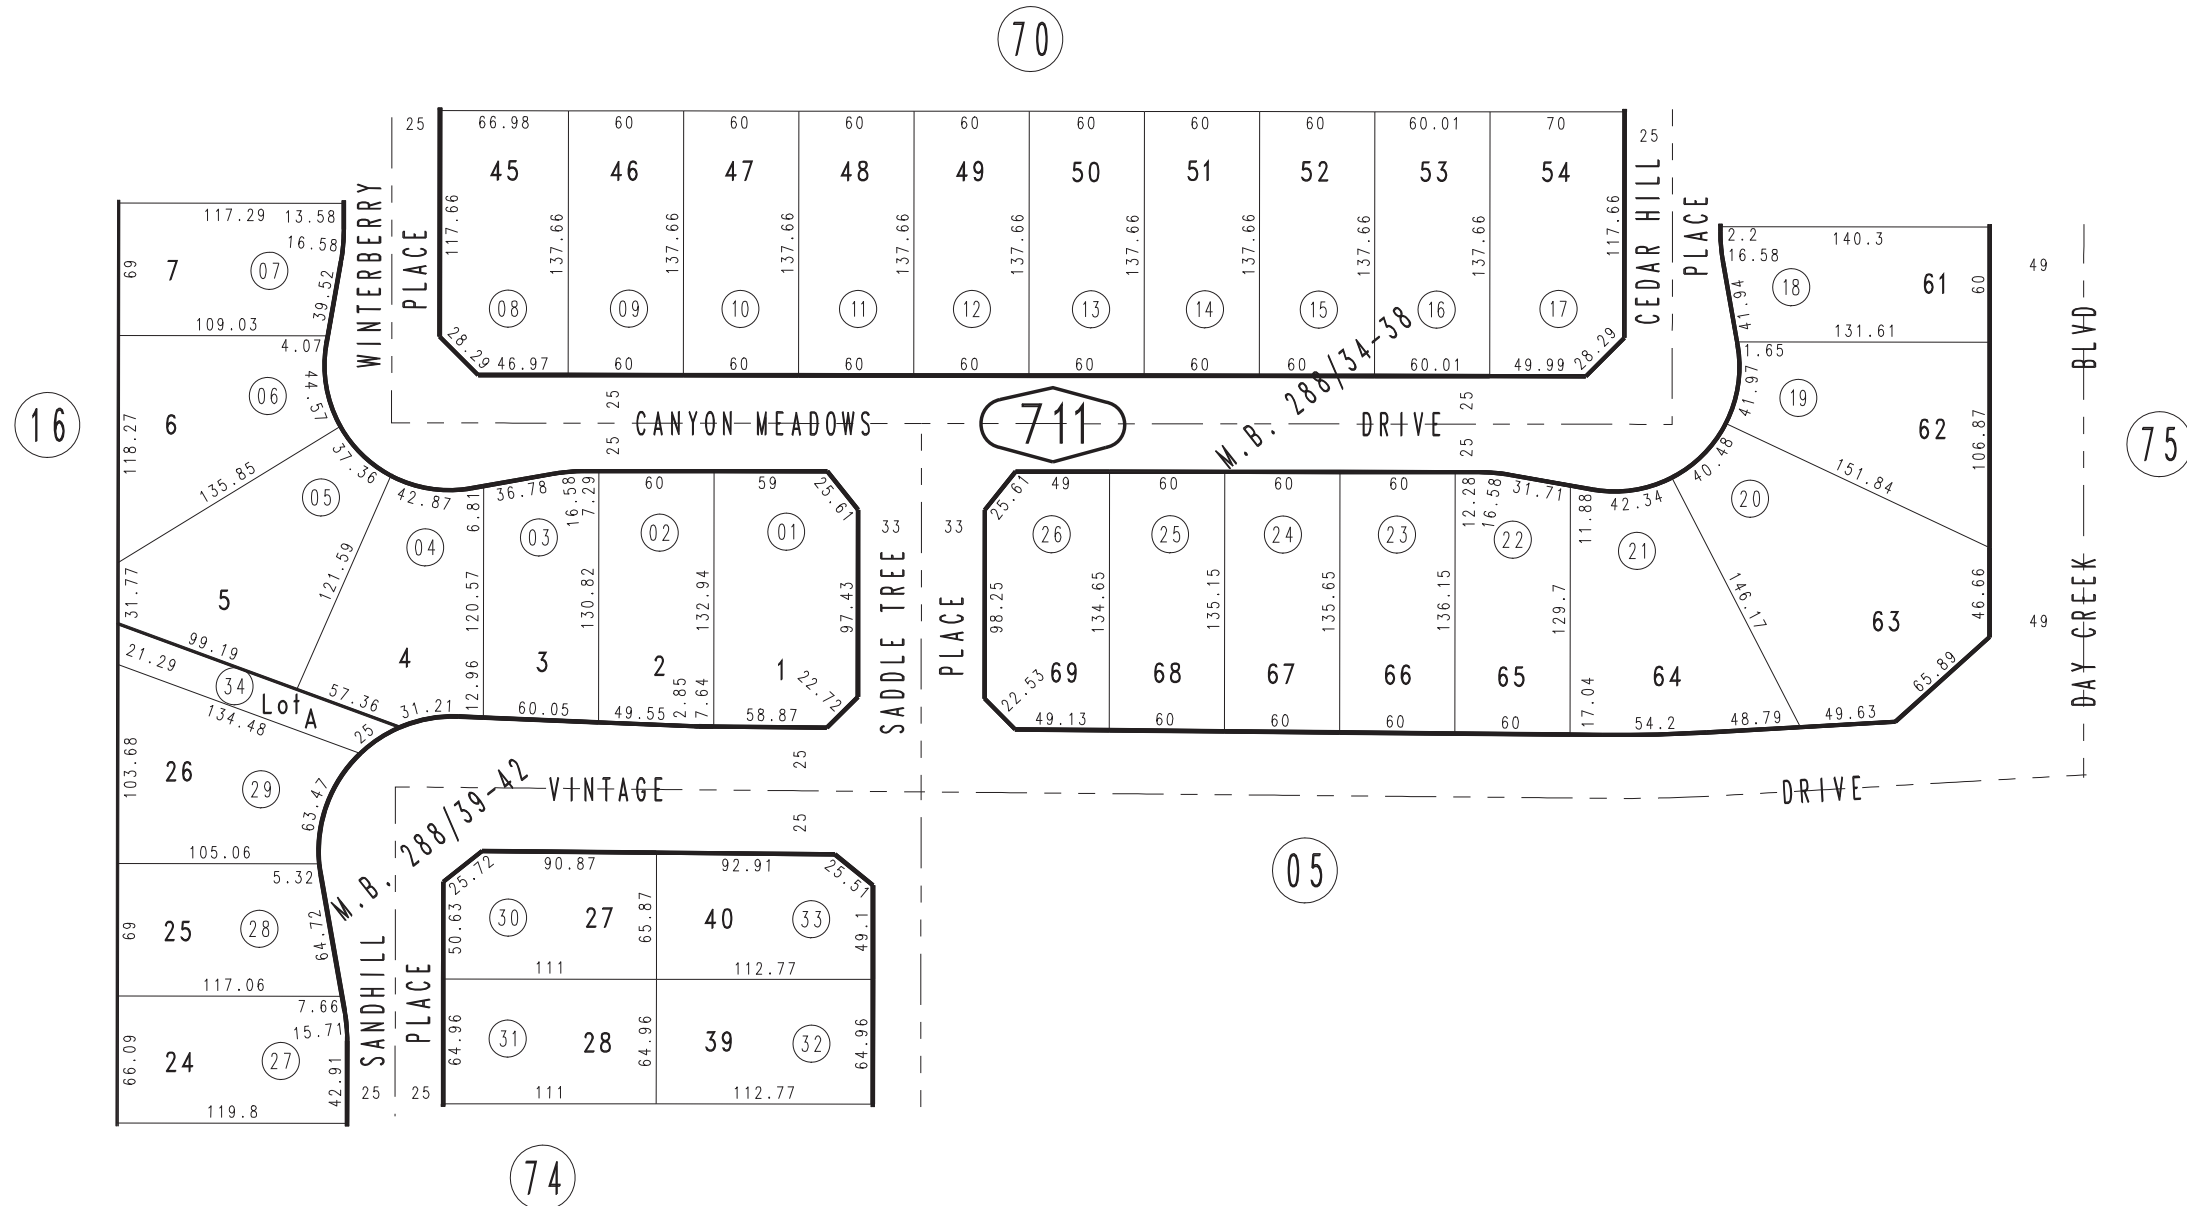 70
25
66.98 60 60 60 60 60 60 60 60.01 70
25
45 46 47 48 49 50 51 52 53 54
117.66 137.66 137.66 137.66 137.66 137.66 137.66 137.66 137.66 117.66
08 09 10 11 12 13 14 15 16 17
28.29 46.97 60 60 60 60 60 60 60 60.01 49.99 28.29
WINTERBERRY
PLACE
CEDAR HILL
PLACE
117.29 13.58
16.58
69 7 07
39.52
109.03
4.07
06
44.57
118.27 6
16
37.36
135.85
05
31.77
5
121.59
99.19
2.2 140.3
16.58
18 61 60
41.94
131.61
1.65
19
41.97
62 106.87
40.48
151.84
20
146.17
63 46.66
65.89
49
49
BLVD
DAY CREEK
75
25
CANYON MEADOWS
25
711
M.B. 288/34-38
DRIVE
25
25
42.87 36.78 16.58 7.29 60 59 25.61
04 6.81 03 02 01
120.57 130.82 132.94 97.43
4 3 2 1
57.36 31.21 12.96 60.05 49.55 2.85 7.64 58.87 22.72
33 33
SADDLE TREE
PLACE
25.61 49 60 60 60 12.28 16.58 31.71 11.88 42.34
26 25 24 23 22 21
98.25 134.65 135.15 135.65 136.15 129.7
69 68 67 66 65 64
22.53 49.13 60 60 60 60 17.04 54.2 48.79 49.63
21.29
34
Lot A
134.48
25
103.68 26 29
63.47
105.06
5.32
69 25 28
64.72
117.06
7.66
15.71
66.09 24 27
42.91
119.8
25
VINTAGE
25
DRIVE
M.B. 288/39-42
SANDHILL
PLACE
25 25
25.72 90.87 92.91 25.51
50.63 30 27 65.87 40 33 49.1
111 112.77
64.96 31 28 64.96 39 32 64.96
111 112.77
05
74